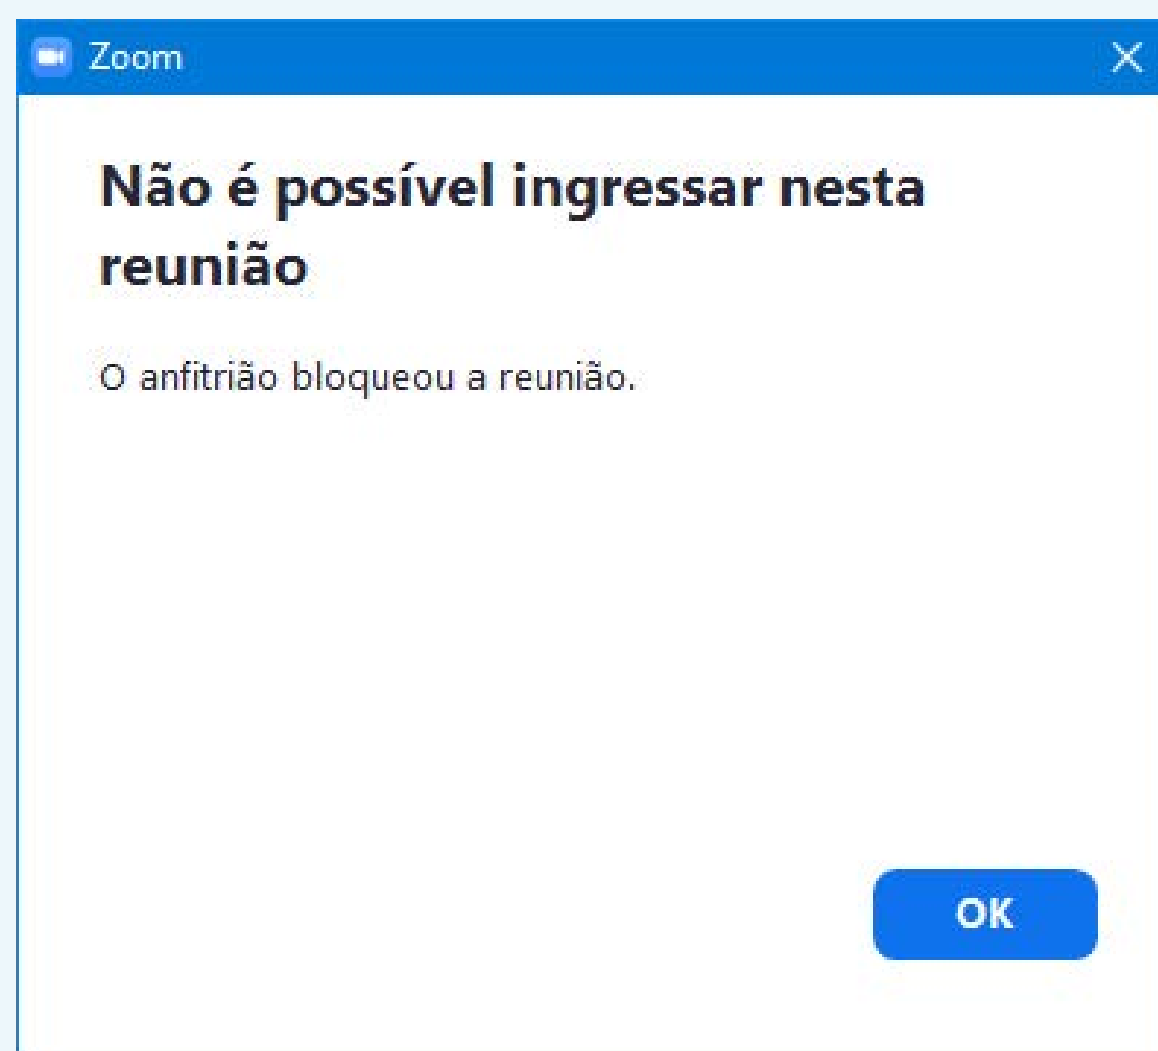 Zoom
Não é possível ingressar nesta
reunião
O anfitrião bloqueou a reunião.
OK